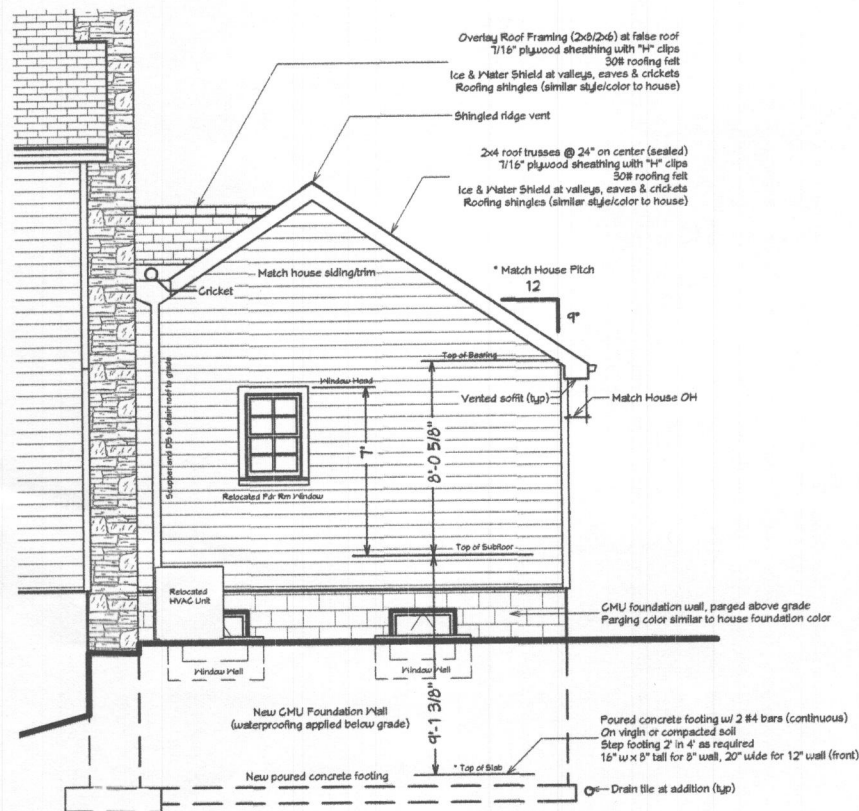 Overlay Roof Framing (2x8/2x6) at false roof
7/16" plywood sheathing with "H" clips
30# roofing felt
Ice & Water Shield at valleys, eaves & crickets
Roofing shingles (similar style/color to house)
Shingled ridge vent
2x4 roof trusses @ 24" on center (sealed)
7/16" plywood sheathing with "H" clips
30# roofing felt
Ice & Water Shield at valleys, eaves & crickets
Roofing shingles (similar style/color to house)
* Match House Pitch
12
9"
Match house siding/trim
Cricket
Top of Bearing
Window Head
Vented soffit (typ)
Match House OH
Scupper and DS to drain roof to grade
7'
8'-0 5/8"
Relocated Pdr Rm Window
Top of Subfloor
Relocated
HVAC Unit
CMU foundation wall, parged above grade
Parging color similar to house foundation color
Window Well
Window Well
New CMU Foundation Wall
(waterproofing applied below grade)
9'-1 3/8"
Poured concrete footing w/ 2 #4 bars (continuous)
On virgin or compacted soil
Step footing 2' in 4' as required
16" w x 8" tall for 8" wall, 20" wide for 12" wall (front)
* Top of Slab
New poured concrete footing
Drain tile at addition (typ)